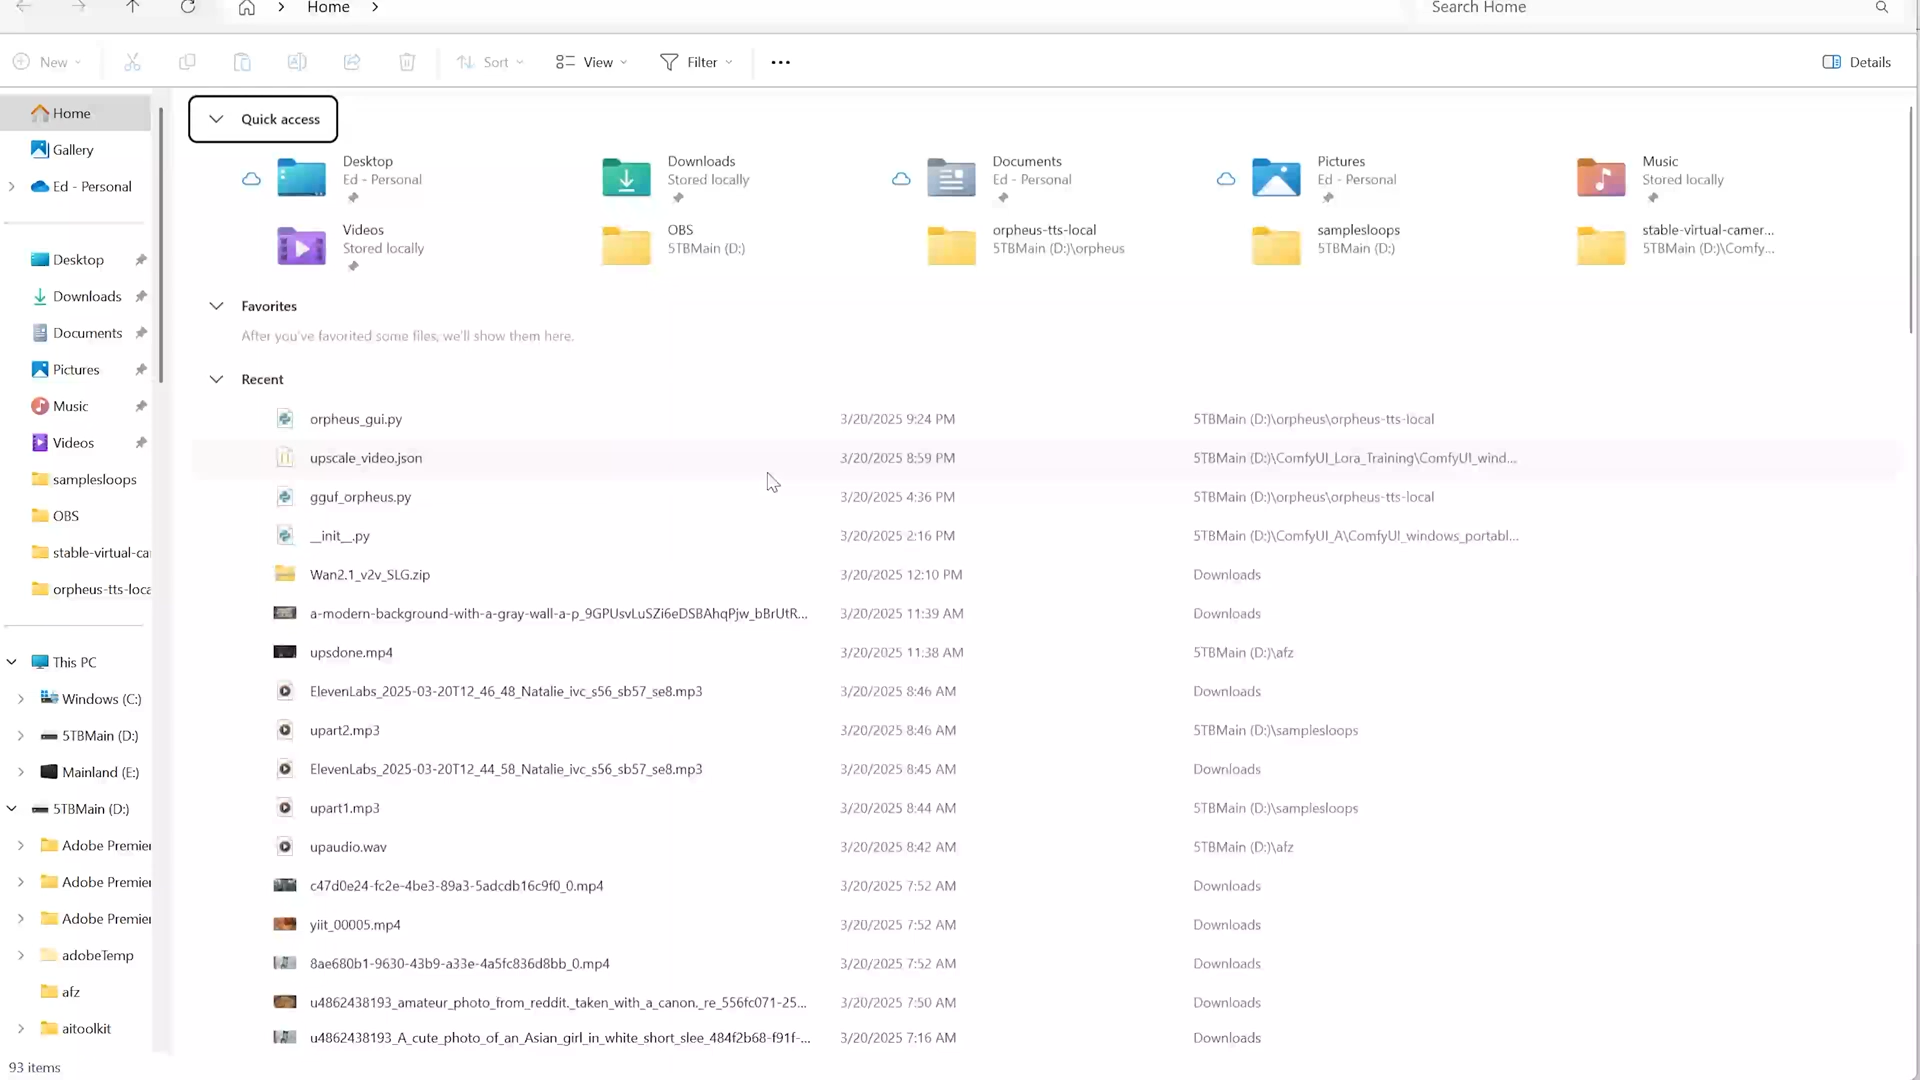 Home
Search Home
New
Sort
View
Filter
Details
Home
Gallery
Ed - Personal
Desktop
Downloads
Documents
Pictures
Music
Videos
samplesloops
OBS
stable-virtual-ca
orpheus-tts-loca
This PC
Windows (C:)
5TBMain (D:)
Mainland (E:)
5TBMain (D:)
Adobe Premier
Adobe Premier
Adobe Premier
adobeTemp
afz
aitoolkit
93 items
Quick access
Desktop
Ed - Personal
Downloads
Stored locally
Documents
Ed - Personal
Pictures
Ed - Personal
Music
Stored locally
Videos
Stored locally
OBS
5TBMain (D:)
orpheus-tts-local
5TBMain (D:)\orpheus
samplesloops
5TBMain (D:)
stable-virtual-camer...
5TBMain (D:)\Comfy...
Favorites
After you've favorited some files, we'll show them here.
Recent
orpheus_gui.py 3/20/2025 9:24 PM 5TBMain (D:)\orpheus\orpheus-tts-local
upscale_video.json 3/20/2025 8:59 PM 5TBMain (D:)\ComfyUI_Lora_Training\ComfyUI_wind...
gguf_orpheus.py 3/20/2025 4:36 PM 5TBMain (D:)\orpheus\orpheus-tts-local
__init__.py 3/20/2025 2:16 PM 5TBMain (D:)\ComfyUI_A\ComfyUI_windows_portabl...
Wan2.1_v2v_SLG.zip 3/20/2025 12:10 PM Downloads
a-modern-background-with-a-gray-wall-a-p_9GPUsvLuSZi6eDSBAhqPjw_bBrUtR... 3/20/2025 11:39 AM Downloads
upsdone.mp4 3/20/2025 11:38 AM 5TBMain (D:)\afz
ElevenLabs_2025-03-20T12_46_48_Natalie_ivc_s56_sb57_se8.mp3 3/20/2025 8:46 AM Downloads
upart2.mp3 3/20/2025 8:46 AM 5TBMain (D:)\samplesloops
ElevenLabs_2025-03-20T12_44_58_Natalie_ivc_s56_sb57_se8.mp3 3/20/2025 8:45 AM Downloads
upart1.mp3 3/20/2025 8:44 AM 5TBMain (D:)\samplesloops
upaudio.wav 3/20/2025 8:42 AM 5TBMain (D:)\afz
c47d0e24-fc2e-4be3-89a3-5adcdb16c9f0_0.mp4 3/20/2025 7:52 AM Downloads
yiit_00005.mp4 3/20/2025 7:52 AM Downloads
8ae680b1-9630-43b9-a33e-4a5fc836d8bb_0.mp4 3/20/2025 7:52 AM Downloads
u4862438193_amateur_photo_from_reddit._taken_with_a_canon._re_556fc071-25... 3/20/2025 7:50 AM Downloads
u4862438193_A_cute_photo_of_an_Asian_girl_in_white_short_slee_484f2b68-f91f-... 3/20/2025 7:16 AM Downloads